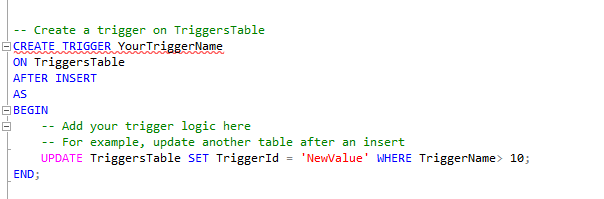 -- Create a trigger on TriggersTable
CREATE TRIGGER YourTriggerName
ON TriggersTable
AFTER INSERT
AS
BEGIN
    -- Add your trigger logic here
    -- For example, update another table after an insert
    UPDATE TriggersTable SET TriggerId = 'NewValue' WHERE TriggerName> 10;
END;